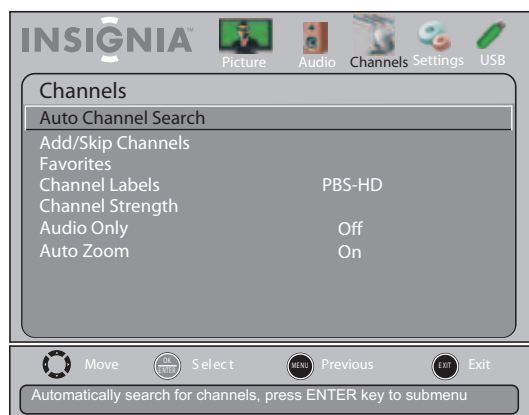 INSIGNIA™
Picture Audio Channels Settings USB
Channels
Auto Channel Search
Add/Skip Channels
Favorites
Channel Labels PBS-HD
Channel Strength
Audio Only Off
Auto Zoom On
Move OK ENTER Select MENU Previous EXIT Exit
Automatically search for channels, press ENTER key to submenu